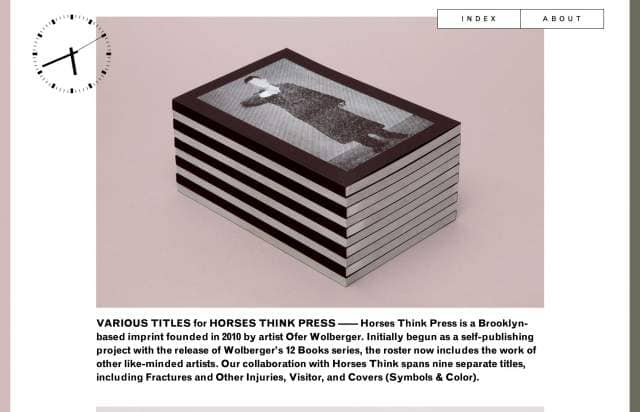 INDEX
ABOUT
VARIOUS TITLES for HORSES THINK PRESS —— Horses Think Press is a Brooklyn-
based imprint founded in 2010 by artist Ofer Wolberger. Initially begun as a self-publishing
project with the release of Wolberger's 12 Books series, the roster now includes the work of
other like-minded artists. Our collaboration with Horses Think spans nine separate titles,
including Fractures and Other Injuries, Visitor, and Covers (Symbols & Color).